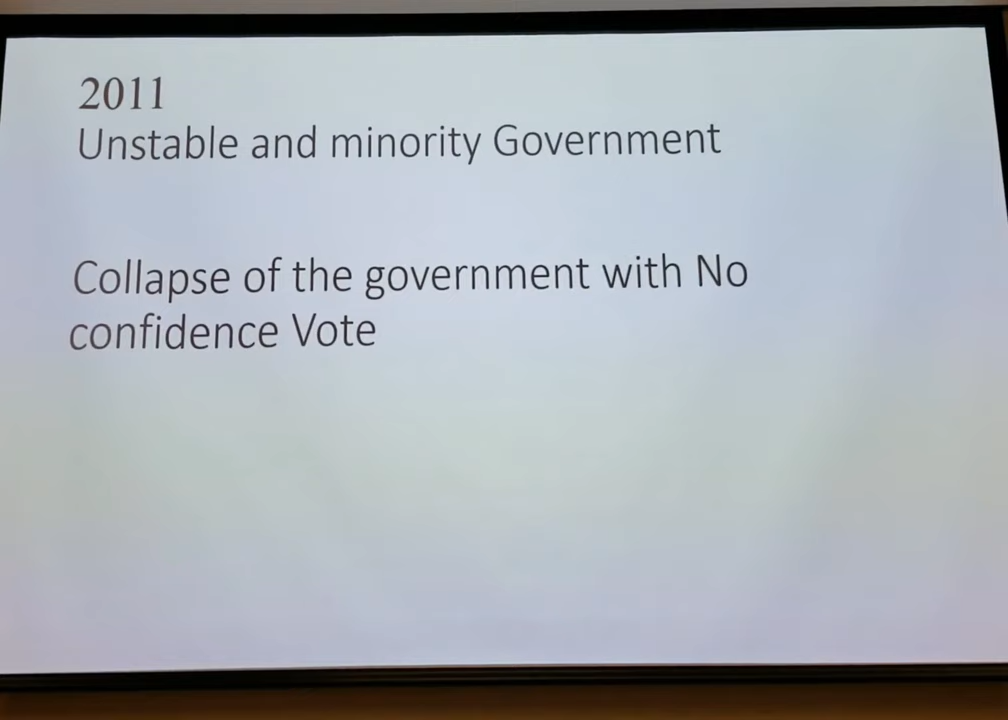 2011
Unstable and minority Government
Collapse of the government with No
confidence Vote